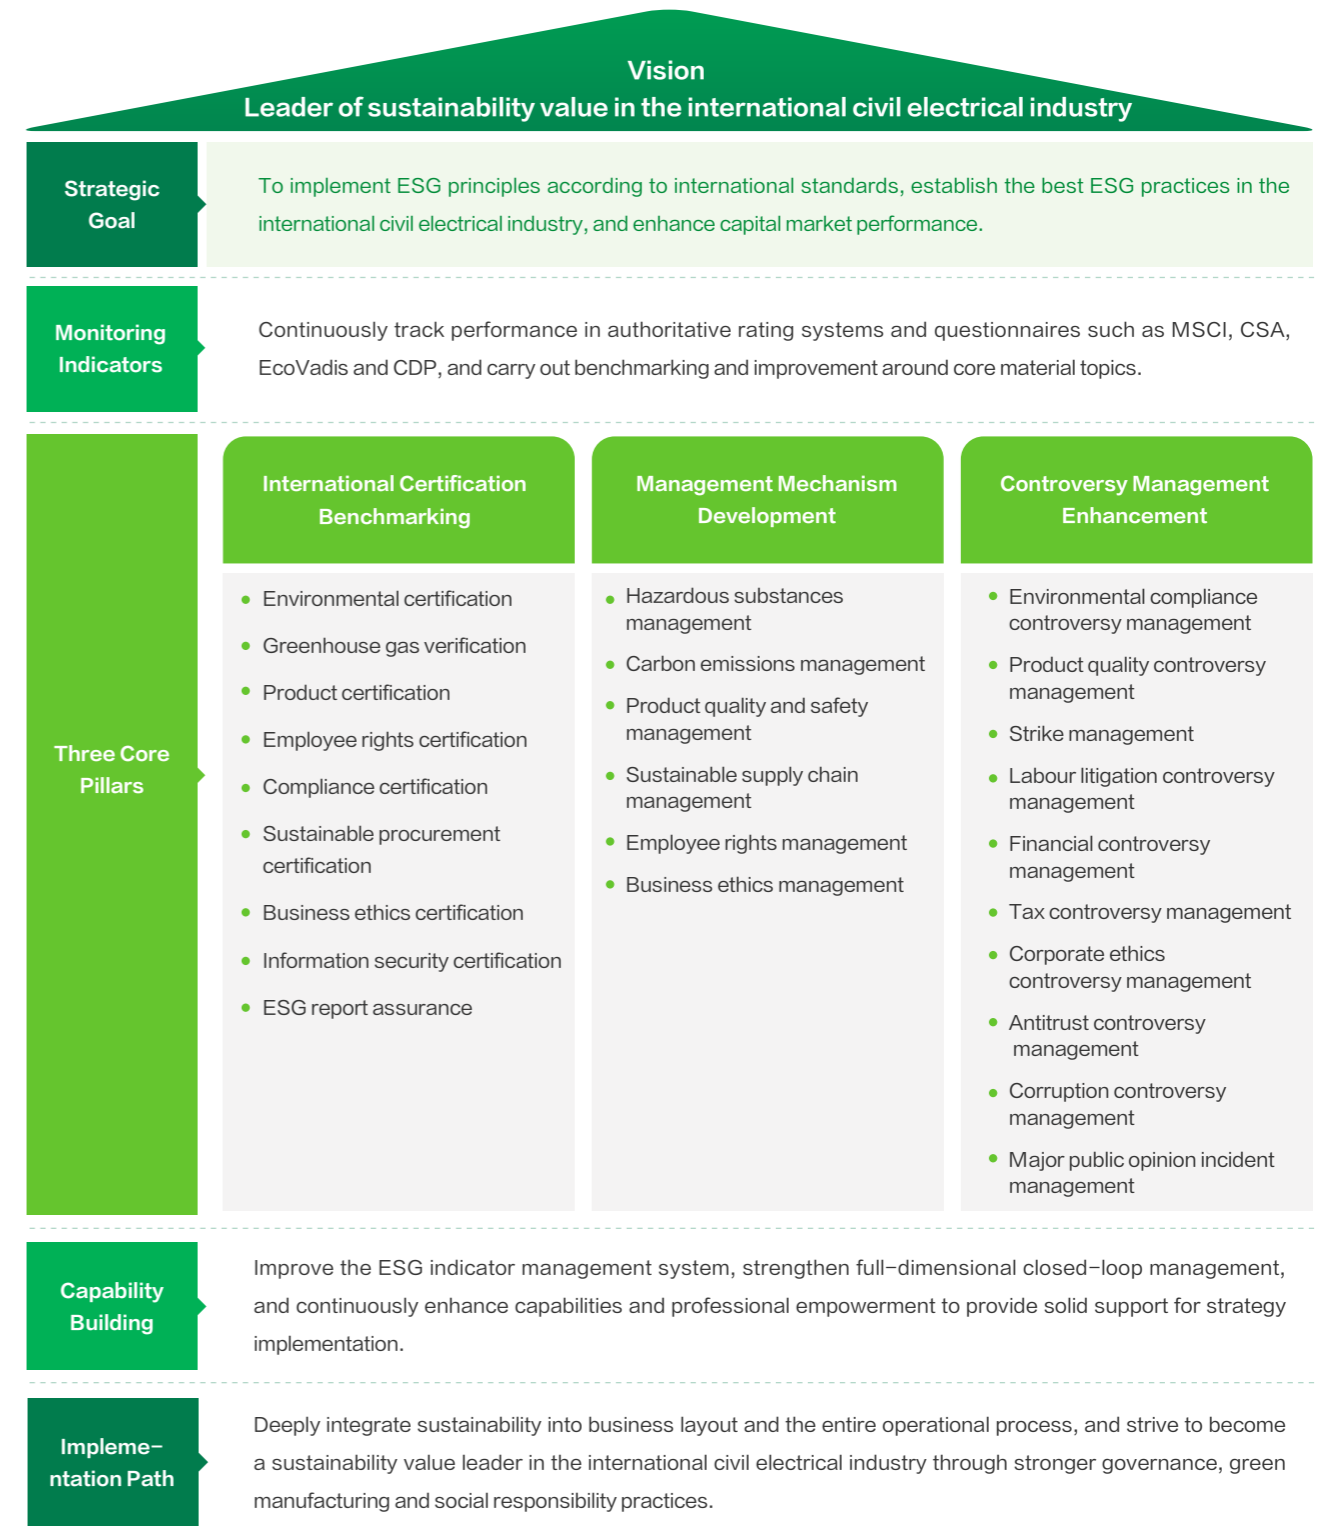 Vision
Leader of sustainability value in the international civil electrical industry
Strategic
Goal
To implement ESG principles according to international standards, establish the best ESG practices in the
international civil electrical industry, and enhance capital market performance.
Monitoring
Indicators
Continuously track performance in authoritative rating systems and questionnaires such as MSCI, CSA,
EcoVadis and CDP, and carry out benchmarking and improvement around core material topics.
Three Core
Pillars
International Certification
Benchmarking
• Environmental certification
• Greenhouse gas verification
• Product certification
• Employee rights certification
• Compliance certification
• Sustainable procurement
certification
• Business ethics certification
• Information security certification
• ESG report assurance
Management Mechanism
Development
• Hazardous substances
management
• Carbon emissions management
• Product quality and safety
management
• Sustainable supply chain
management
• Employee rights management
• Business ethics management
Controversy Management
Enhancement
• Environmental compliance
controversy management
• Product quality controversy
management
• Strike management
• Labour litigation controversy
management
• Financial controversy
management
• Tax controversy management
• Corporate ethics
controversy management
• Antitrust controversy
management
• Corruption controversy
management
• Major public opinion incident
management
Capability
Building
Improve the ESG indicator management system, strengthen full-dimensional closed-loop management,
and continuously enhance capabilities and professional empowerment to provide solid support for strategy
implementation.
Impleme-
ntation Path
Deeply integrate sustainability into business layout and the entire operational process, and strive to become
a sustainability value leader in the international civil electrical industry through stronger governance, green
manufacturing and social responsibility practices.